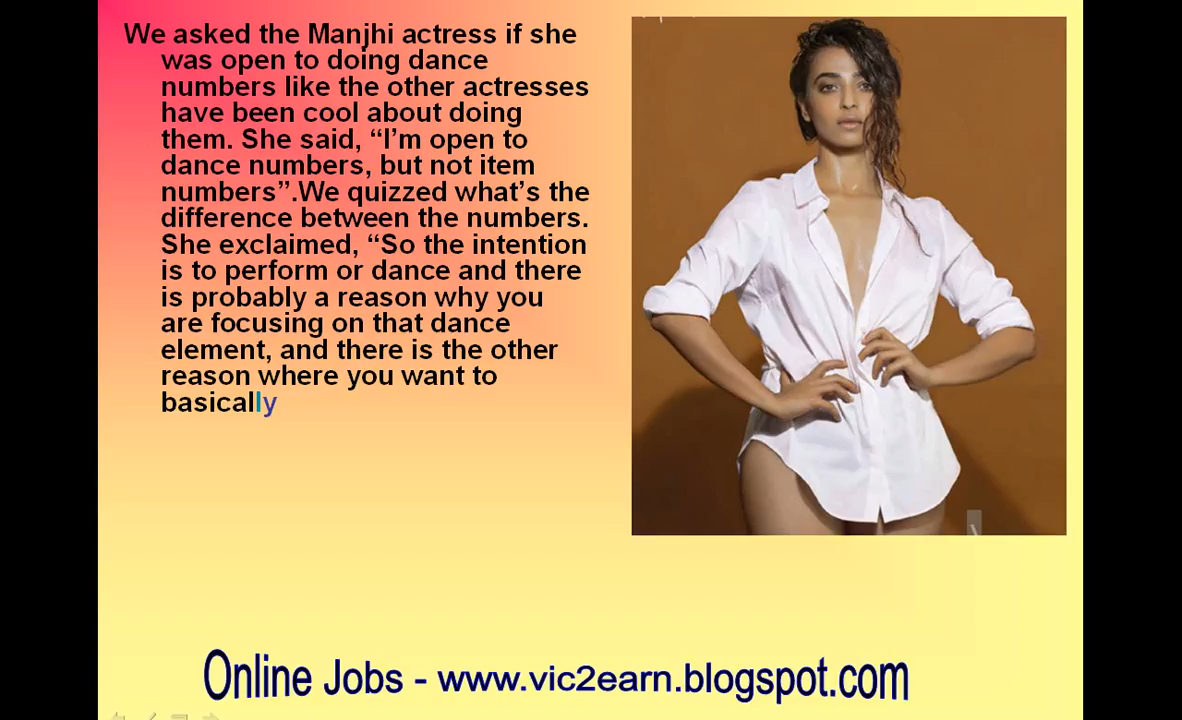 We asked the Manjhi actress if she
was open to doing dance
numbers like the other actresses
have been cool about doing
them. She said, “I’m open to
dance numbers, but not item
numbers”.We quizzed what’s the
difference between the numbers.
She exclaimed, “So the intention
is to perform or dance and there
is probably a reason why you
are focusing on that dance
element, and there is the other
reason where you want to
basically
Online Jobs - www.vic2earn.blogspot.com